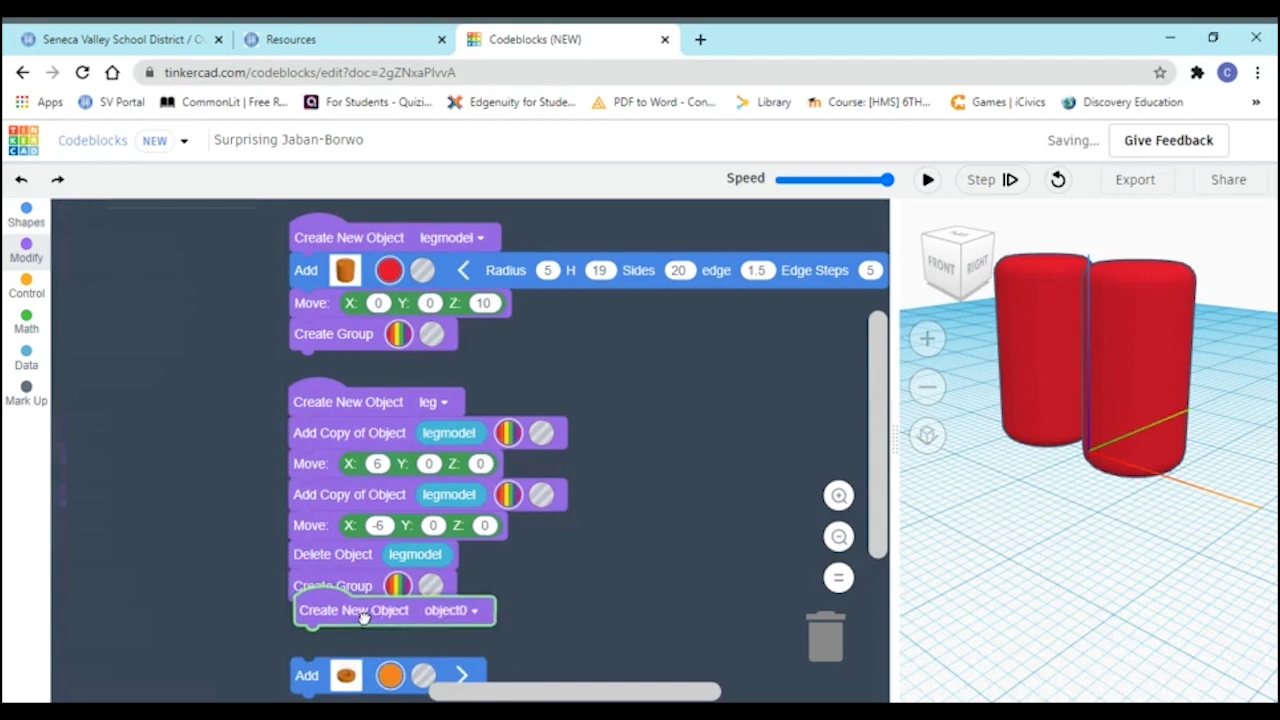 Seneca Valley School District / O
Resources
Codeblocks (NEW)
tinkercad.com/codeblocks/edit?doc=2gZNxaPIvvA
C
Apps
SV Portal
CommonLit | Free R...
For Students - Quizi...
Edgenuity for Stude...
PDF to Word - Con...
Library
Course: [HMS] 6TH...
Games | iCivics
Discovery Education
»
TIN
KER
CAD
Codeblocks
NEW
Surprising Jaban-Borwo
Saving...
Give Feedback
Speed
Step
Export
Share
Shapes
Modify
Control
Math
Data
Mark Up
Create New Object legmodel
Add Radius 5 H 19 Sides 20 edge 1.5 Edge Steps 5
Move: X: 0 Y: 0 Z: 10
Create Group
Create New Object leg
Add Copy of Object legmodel
Move: X: 6 Y: 0 Z: 0
Add Copy of Object legmodel
Move: X: -6 Y: 0 Z: 0
Delete Object legmodel
Create Group
Create New Object object0
Add
FRONT
RIGHT